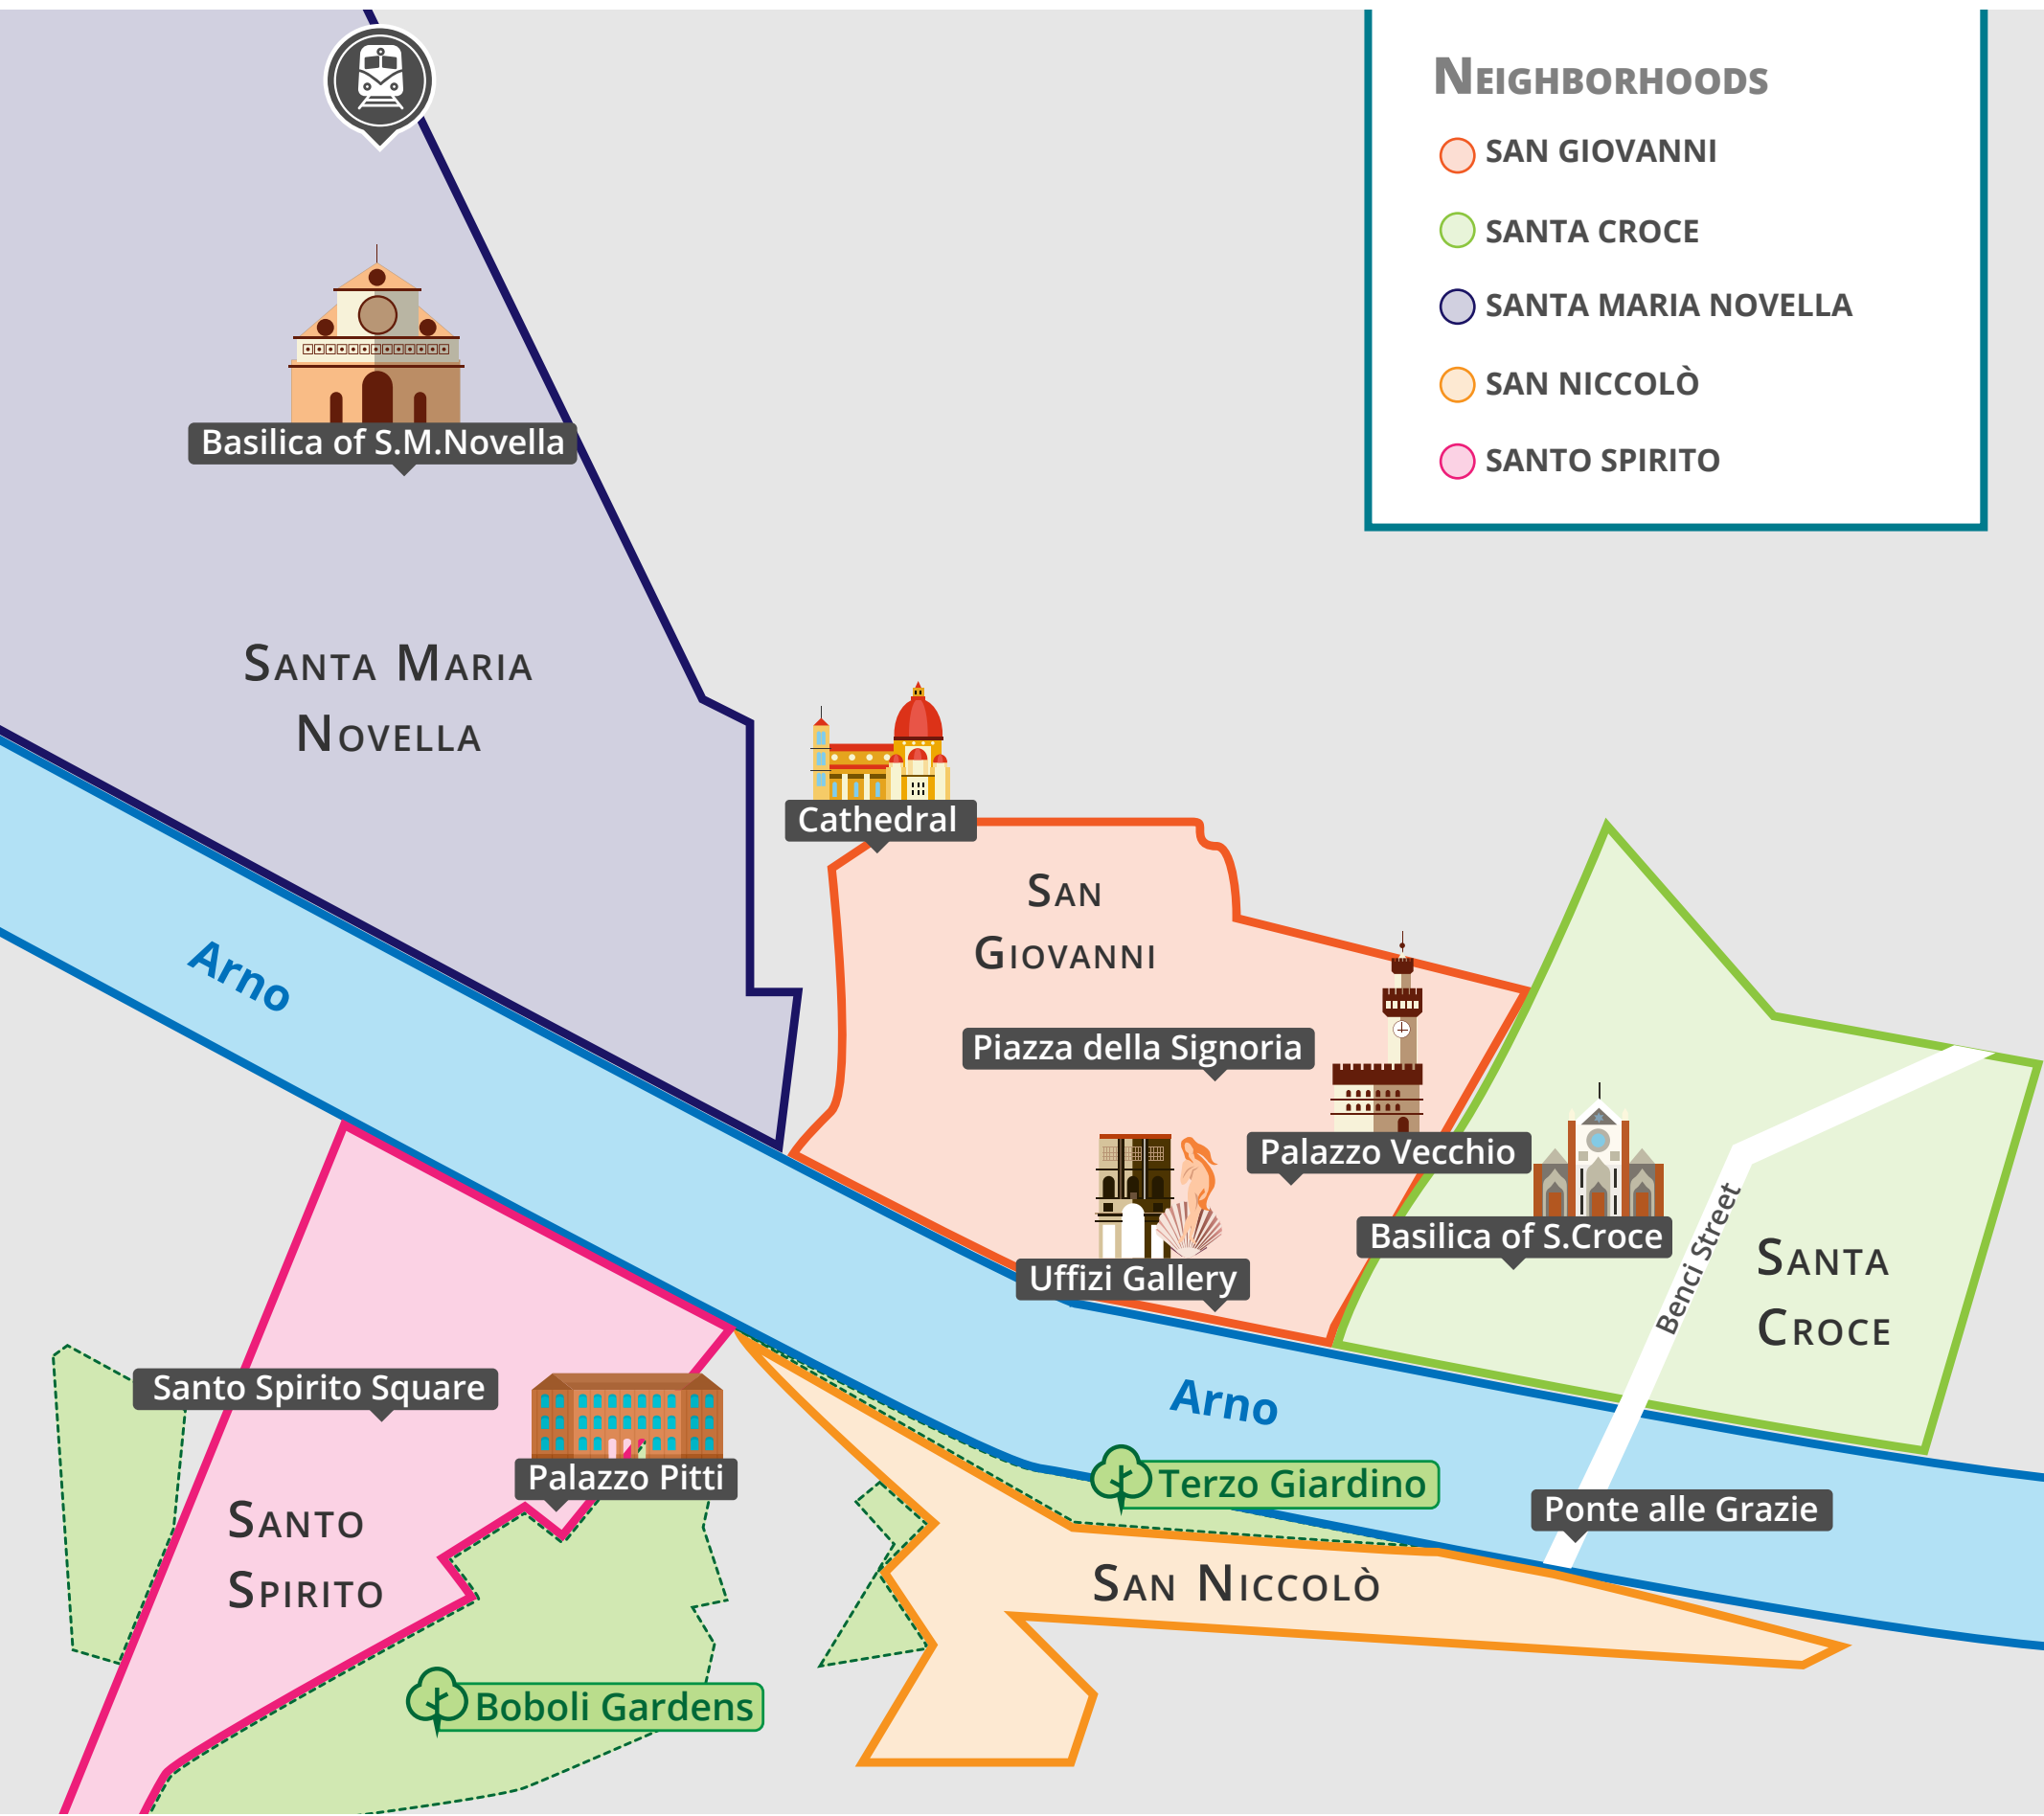 NEIGHBORHOODS
SAN GIOVANNI
SANTA CROCE
SANTA MARIA NOVELLA
SAN NICCOLÒ
SANTO SPIRITO
Basilica of S.M.Novella
SANTA MARIA
NOVELLA
Cathedral
SAN
GIOVANNI
Arno
Piazza della Signoria
Palazzo Vecchio
Basilica of S.Croce
Uffizi Gallery
Benci Street
SANTA
CROCE
Santo Spirito Square
Arno
Palazzo Pitti
Terzo Giardino
Ponte alle Grazie
SANTO
SPIRITO
SAN NICCOLÒ
Boboli Gardens